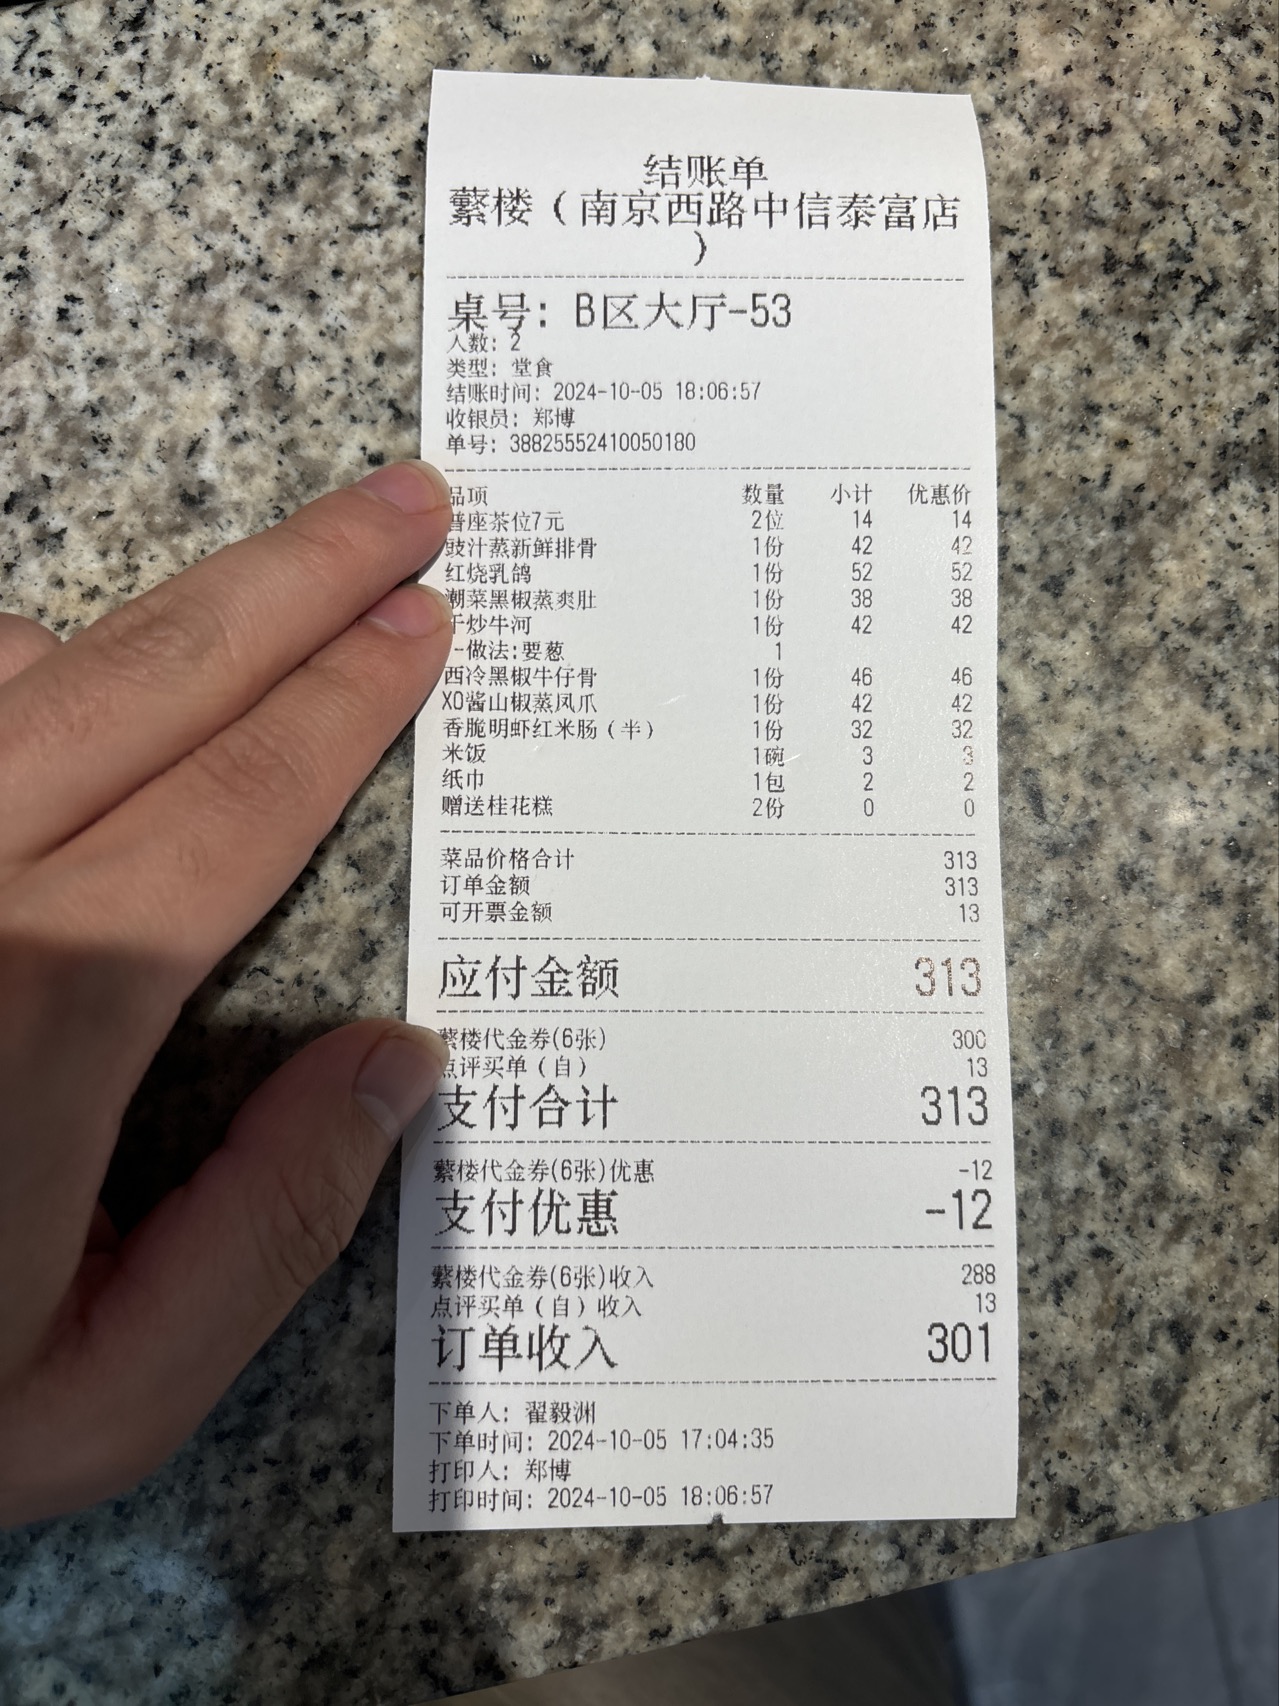 结账单
蘩楼（南京西路中信泰富店
）
桌号: B区大厅-53
人数: 2
类型: 堂食
结账时间: 2024-10-05 18:06:57
收银员: 郑博
单号: 38825552410050180
品项 数量 小计 优惠价
普座茶位7元 2位 14 14
豉汁蒸新鲜排骨 1份 42 42
红烧乳鸽 1份 52 52
潮菜黑椒蒸爽肚 1份 38 38
干炒牛河 1份 42 42
-做法:要葱 1
西冷黑椒牛仔骨 1份 46 46
XO酱山椒蒸凤爪 1份 42 42
香脆明虾红米肠（半） 1份 32 32
米饭 1碗 3 3
纸巾 1包 2 2
赠送桂花糕 2份 0 0
菜品价格合计 313
订单金额 313
可开票金额 13
应付金额 313
蘩楼代金券(6张) 300
点评买单（自） 13
支付合计 313
蘩楼代金券(6张)优惠 -12
支付优惠 -12
蘩楼代金券(6张)收入 288
点评买单（自）收入 13
订单收入 301
下单人: 翟毅渊
下单时间: 2024-10-05 17:04:35
打印人: 郑博
打印时间: 2024-10-05 18:06:57